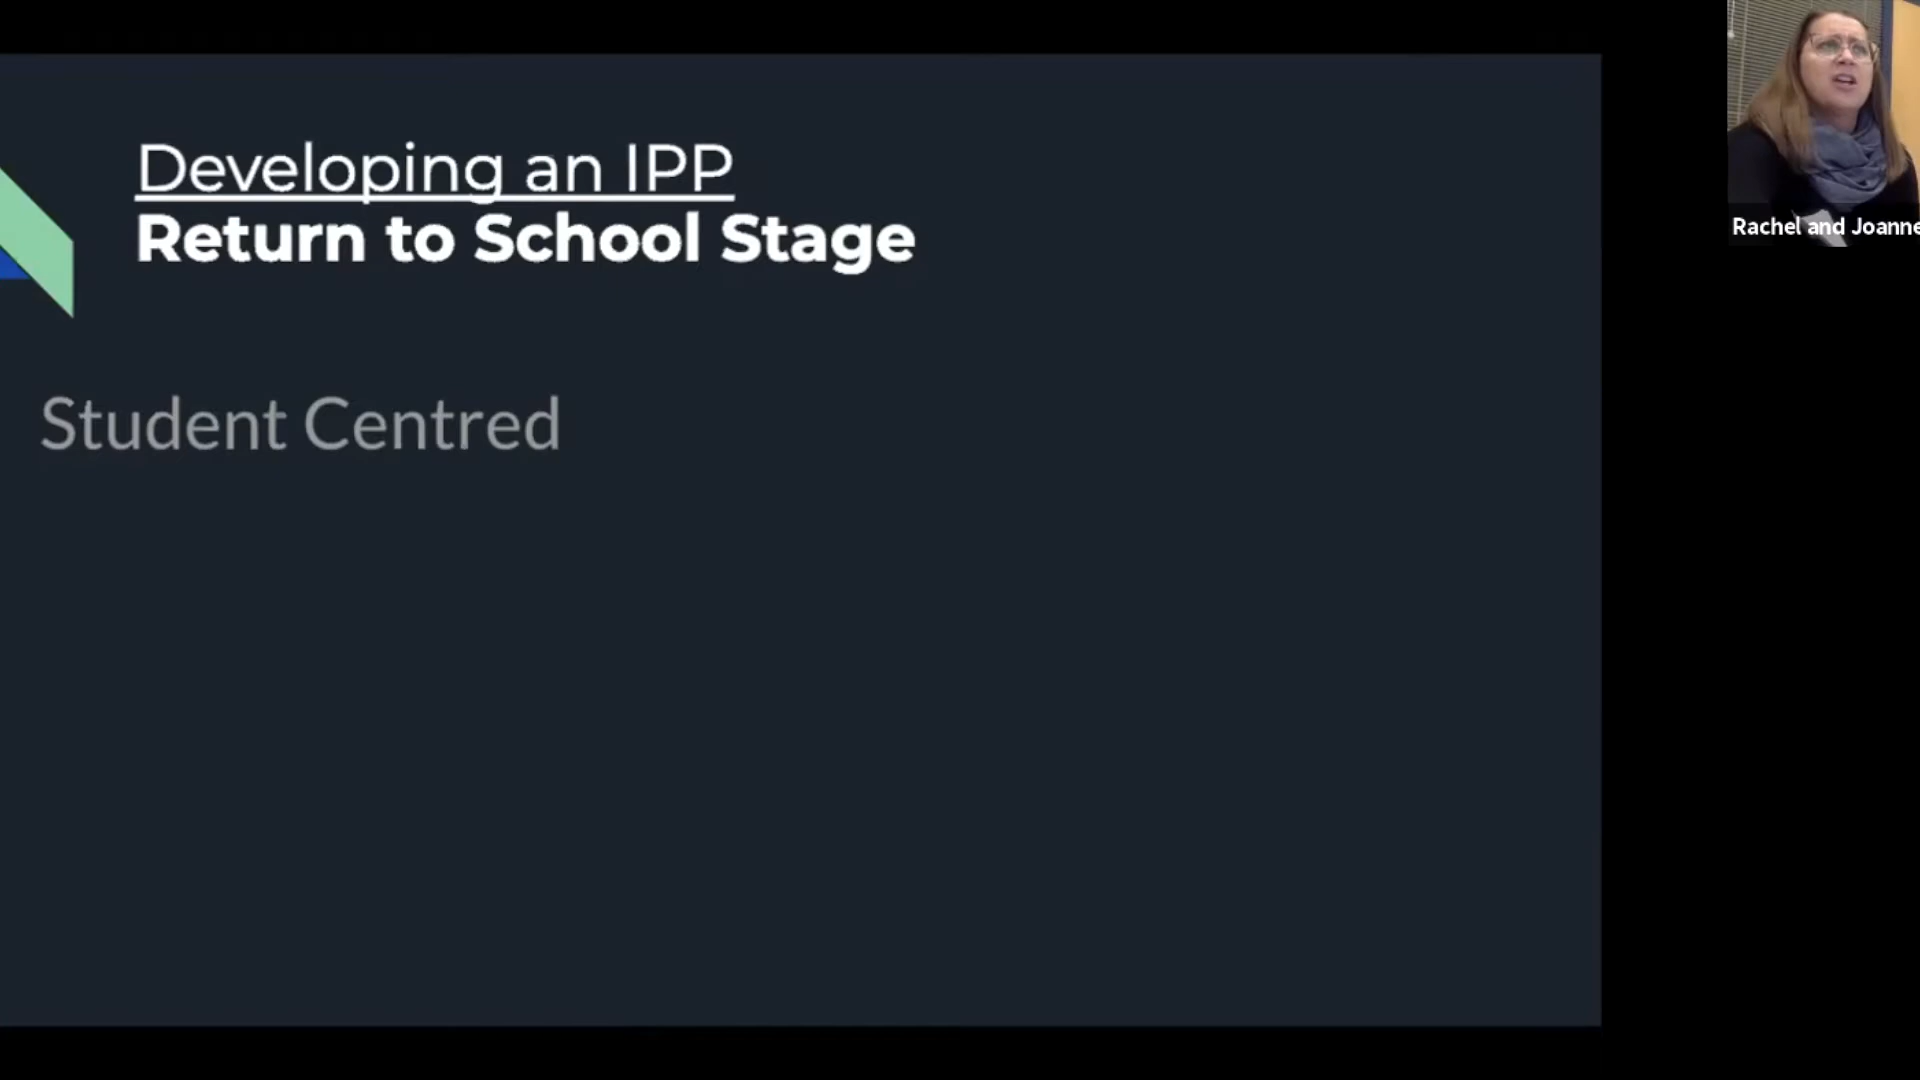 Developing an IPP
Return to School Stage
Student Centred
Rachel and Joanne